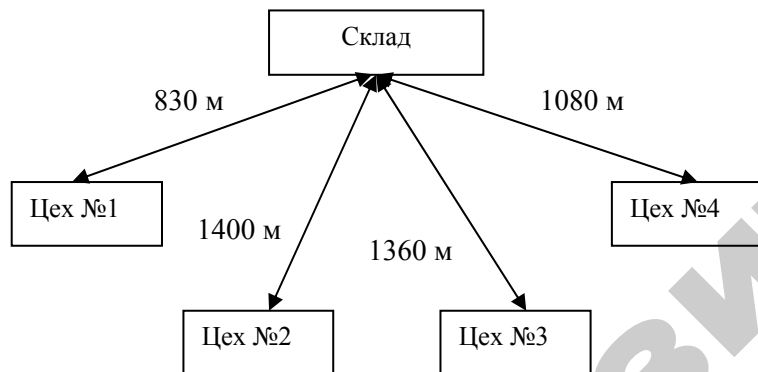 Склад
830 м
1080 м
Цех №1
Цех №4
1400 м
1360 м
Цех №2
Цех №3